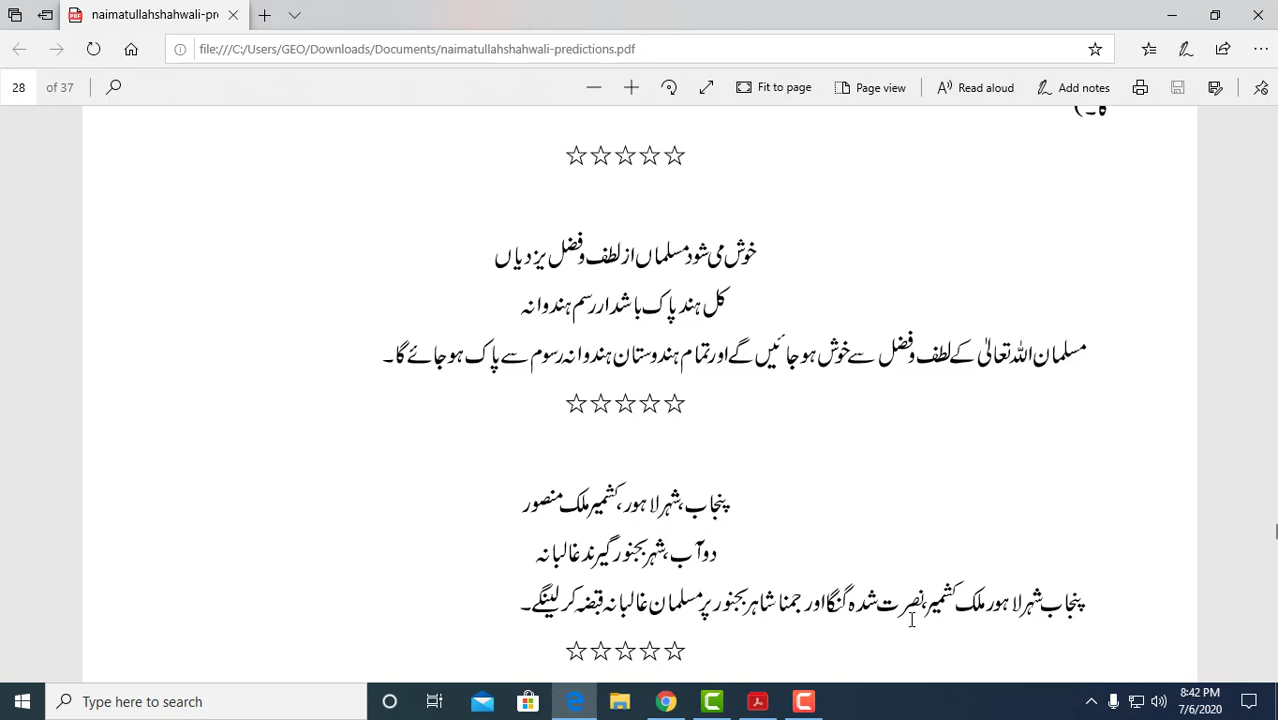 naimatullahshahwali-pre
file:///C:/Users/GEO/Downloads/Documents/naimatullahshahwali-predictions.pdf
28 of 37
Fit to page
Page view
Read aloud
Add notes
ہ۔)
☆☆☆☆☆
خوش می شود مسلماں از لطف و فضل یزدیاں
کل ہند پاک باشد از رسم ہندوانہ
مسلمان اللہ تعالیٰ کے لطف و فضل سے خوش ہو جائیں گے اور تمام ہندوستان ہندوانہ رسوم سے پاک ہو جائے گا۔
☆☆☆☆☆
پنجاب، شہر لاہور، کشمیر ملک منصور
دو آب، شہر بجنور گیرند غالبانہ
پنجاب شہر لاہور ملک کشمیر، نصرت شدہ گنگا اور جمنا شاہر بجنور پر مسلمان غالبانہ قبضہ کر لینگے۔
☆☆☆☆☆
Type here to search
8:42 PM
7/6/2020